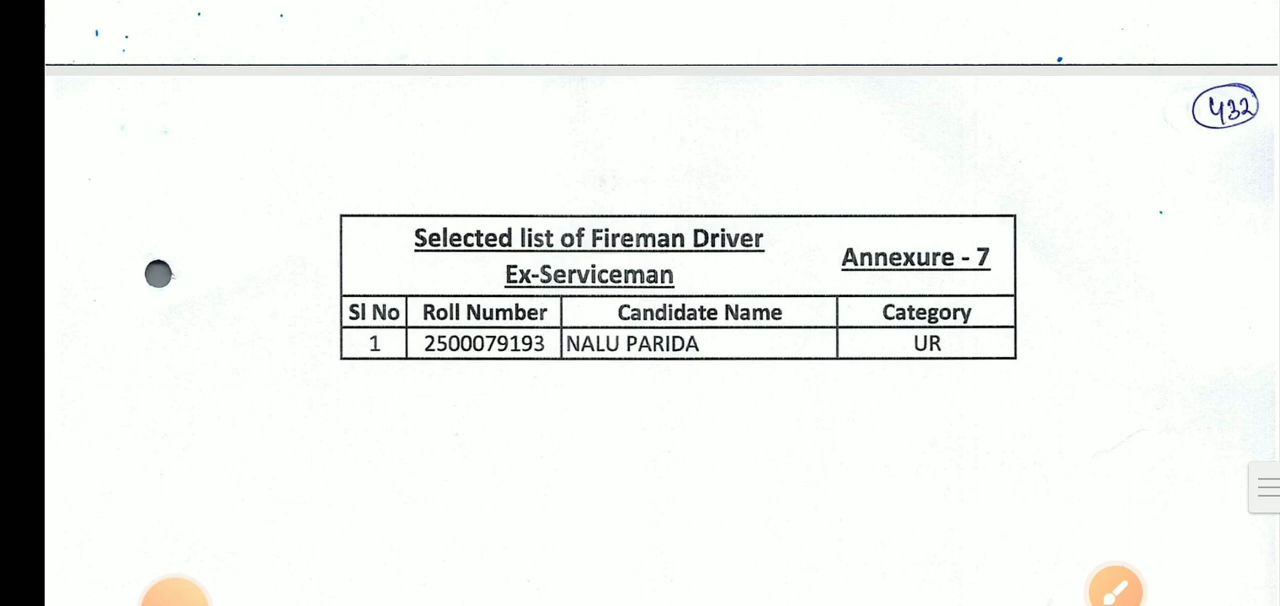 432
Selected list of Fireman Driver
Ex-Serviceman
Annexure - 7
Sl No Roll Number Candidate Name Category
1 2500079193 NALU PARIDA UR